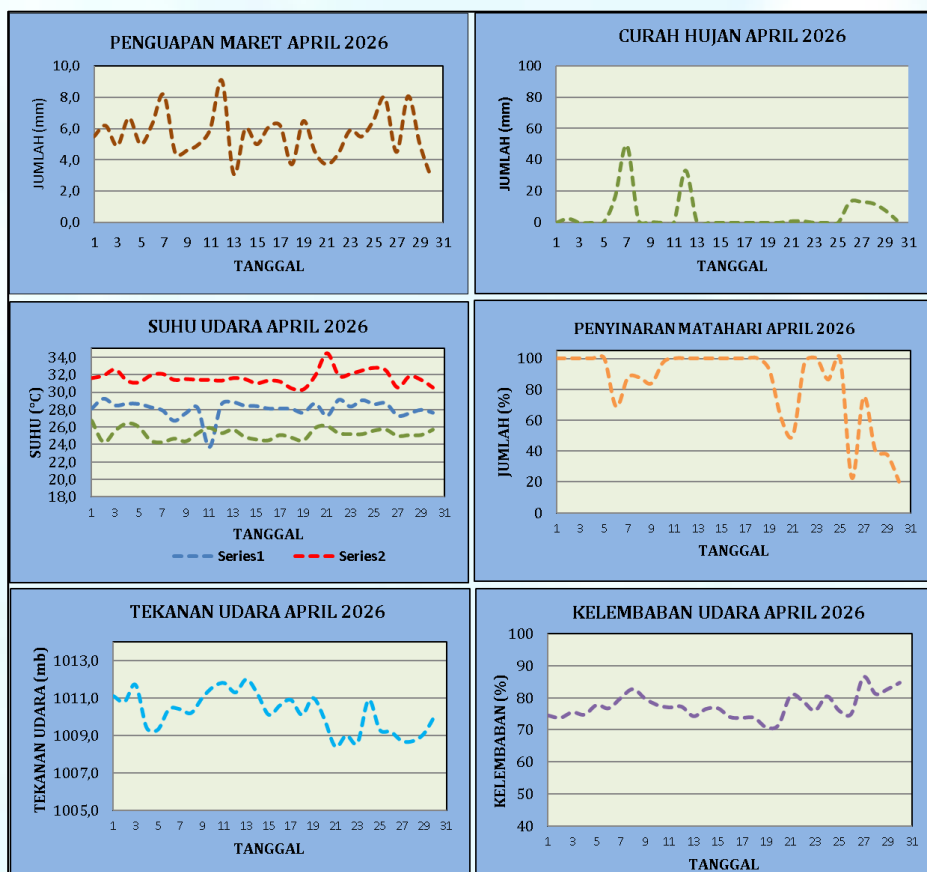 PENGUAPAN MARET APRIL 2026
JUMLAH (mm)
10,0
8,0
6,0
4,0
2,0
0,0
1 3 5 7 9 11 13 15 17 19 21 23 25 27 29 31
TANGGAL
CURAH HUJAN APRIL 2026
JUMLAH (mm)
100
80
60
40
20
0
1 3 5 7 9 11 13 15 17 19 21 23 25 27 29 31
TANGGAL
SUHU UDARA APRIL 2026
SUHU (°C)
34,0
32,0
30,0
28,0
26,0
24,0
22,0
20,0
18,0
1 3 5 7 9 11 13 15 17 19 21 23 25 27 29 31
TANGGAL
Series1 Series2
PENYINARAN MATAHARI APRIL 2026
JUMLAH (%)
100
80
60
40
20
0
1 3 5 7 9 11 13 15 17 19 21 23 25 27 29 31
TANGGAL
TEKANAN UDARA APRIL 2026
TEKANAN UDARA (mb)
1013,0
1011,0
1009,0
1007,0
1005,0
1 3 5 7 9 11 13 15 17 19 21 23 25 27 29 31
TANGGAL
KELEMBABAN UDARA APRIL 2026
KELEMBABAN (%)
100
90
80
70
60
50
40
1 3 5 7 9 11 13 15 17 19 21 23 25 27 29 31
TANGGAL